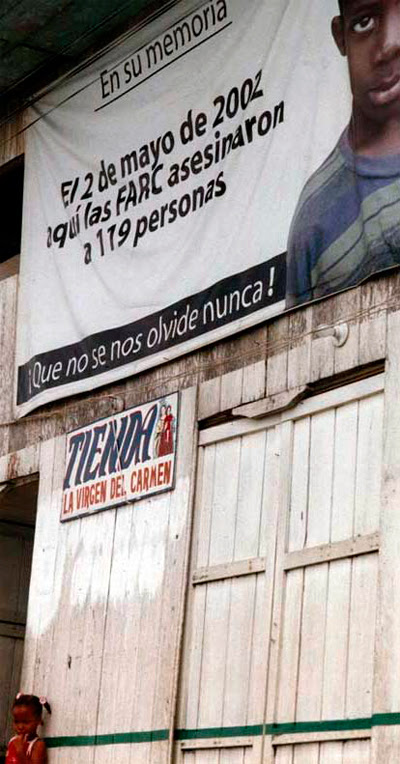 En su memoria
El 2 de mayo de 2002
aquí las FARC asesinaron
a 119 personas
¡Que no se nos olvide nunca!
TIENDA
LA VIRGEN DEL CARMEN